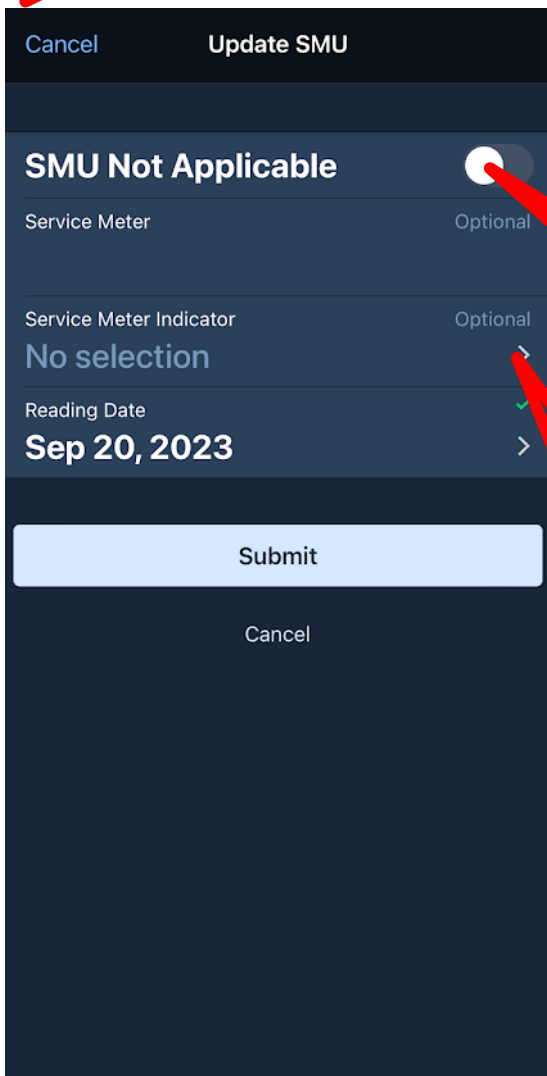 Cancel Update SMU
SMU Not Applicable
Service Meter Optional
Service Meter Indicator Optional
No selection
Reading Date
Sep 20, 2023
Submit
Cancel